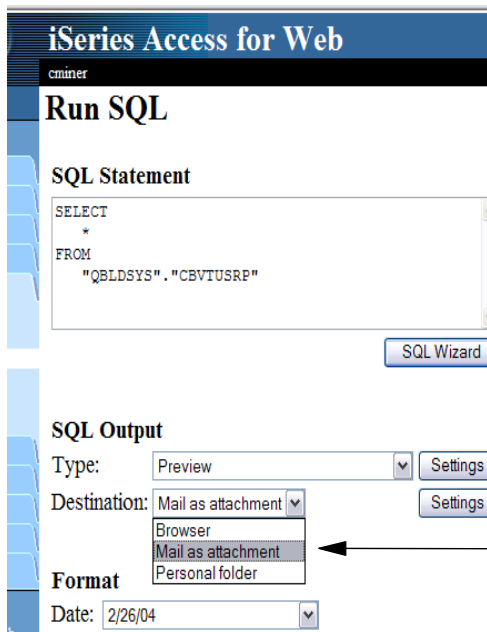 iSeries Access for Web
cminer
Run SQL
SQL Statement
SELECT
*
FROM
"QBLDSYS"."CBVTUSRP"
SQL Wizard
SQL Output
Type: Preview Settings
Destination: Mail as attachment Settings
Browser
Mail as attachment
Personal folder
Format
Date: 2/26/04